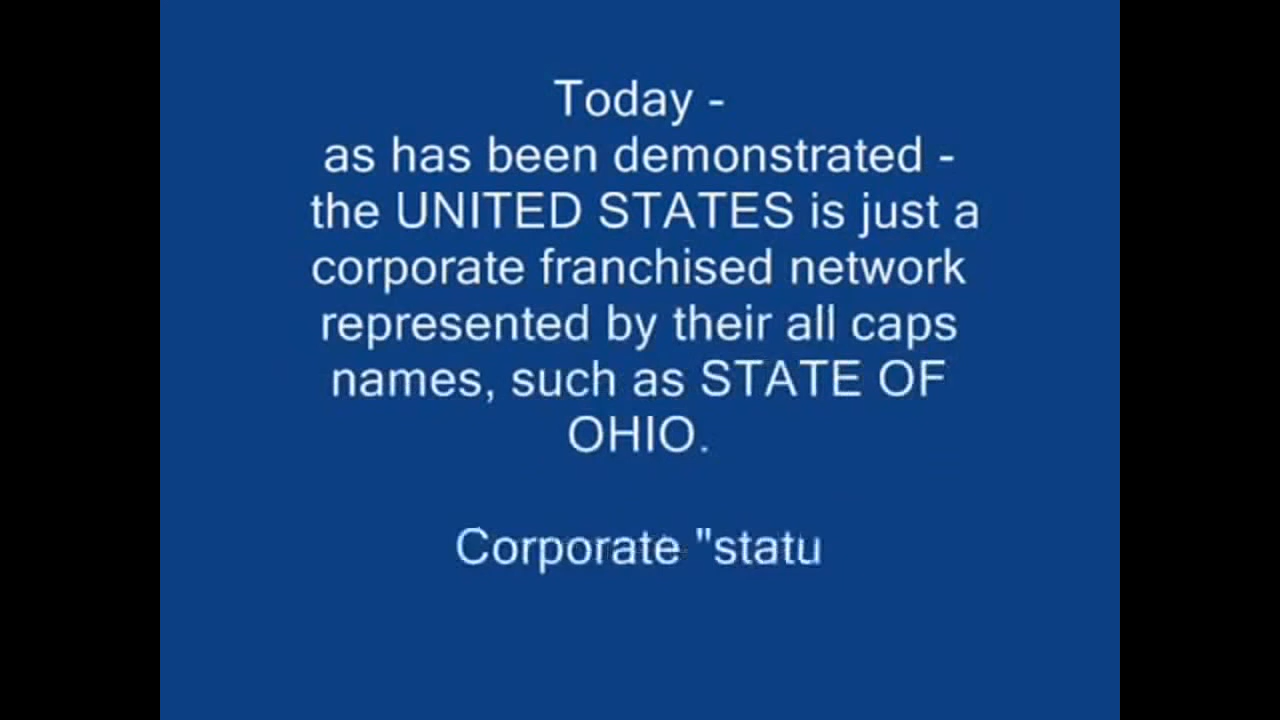 Today -
as has been demonstrated -
the UNITED STATES is just a
corporate franchised network
represented by their all caps
names, such as STATE OF
OHIO.
Corporate "statu